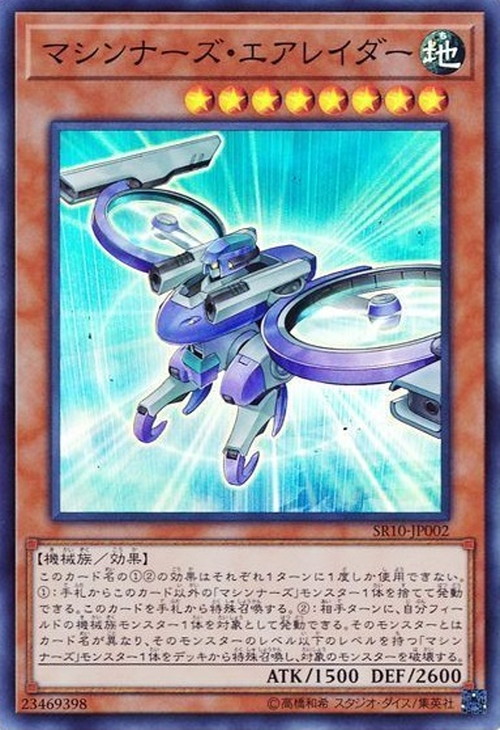 マシンナーズ・エアレイダー
地
SR10-JP002
【機械族/効果】
このカード名の①②の効果はそれぞれ1ターンに1度しか使用できない。
①:手札からこのカード以外の「マシンナーズ」モンスター1体を捨てて発動
できる。このカードを手札から特殊召喚する。②:相手ターンに、自分フィー
ルドの機械族モンスター1体を対象として発動できる。そのモンスターとは
カード名が異なり、そのモンスターのレベル以下のレベルを持つ「マシン
ナーズ」モンスター1体をデッキから特殊召喚し、対象のモンスターを破壊する。
ATK/1500 DEF/2600
23469398 ©高橋和希 スタジオ・ダイス/集英社